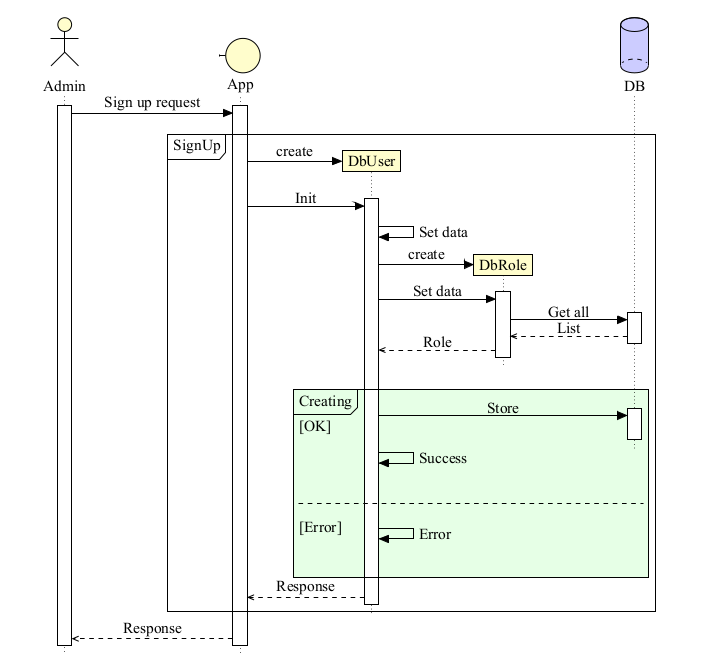 Admin
App
DB
Sign up request
SignUp
create
DbUser
Init
Set data
create
DbRole
Set data
Get all
List
Role
Creating
Store
[OK]
Success
[Error]
Error
Response
Response